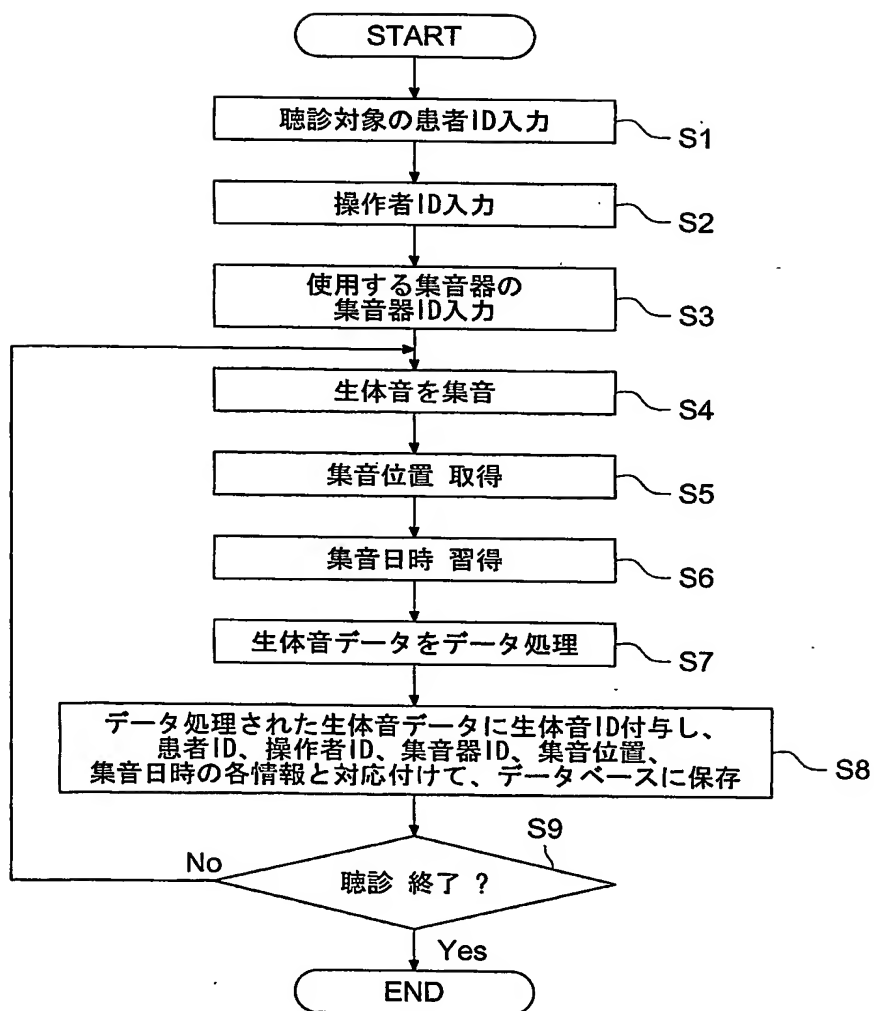 START
聴診対象の患者ID入力
S1
操作者ID入力
S2
使用する集音器の
集音器ID入力
S3
生体音を集音
S4
集音位置 取得
S5
集音日時 習得
S6
生体音データをデータ処理
S7
データ処理された生体音データに生体音ID付与し、
患者ID、操作者ID、集音器ID、集音位置、
集音日時の各情報と対応付けて、データベースに保存
S8
S9
No
聴診 終了 ?
Yes
END